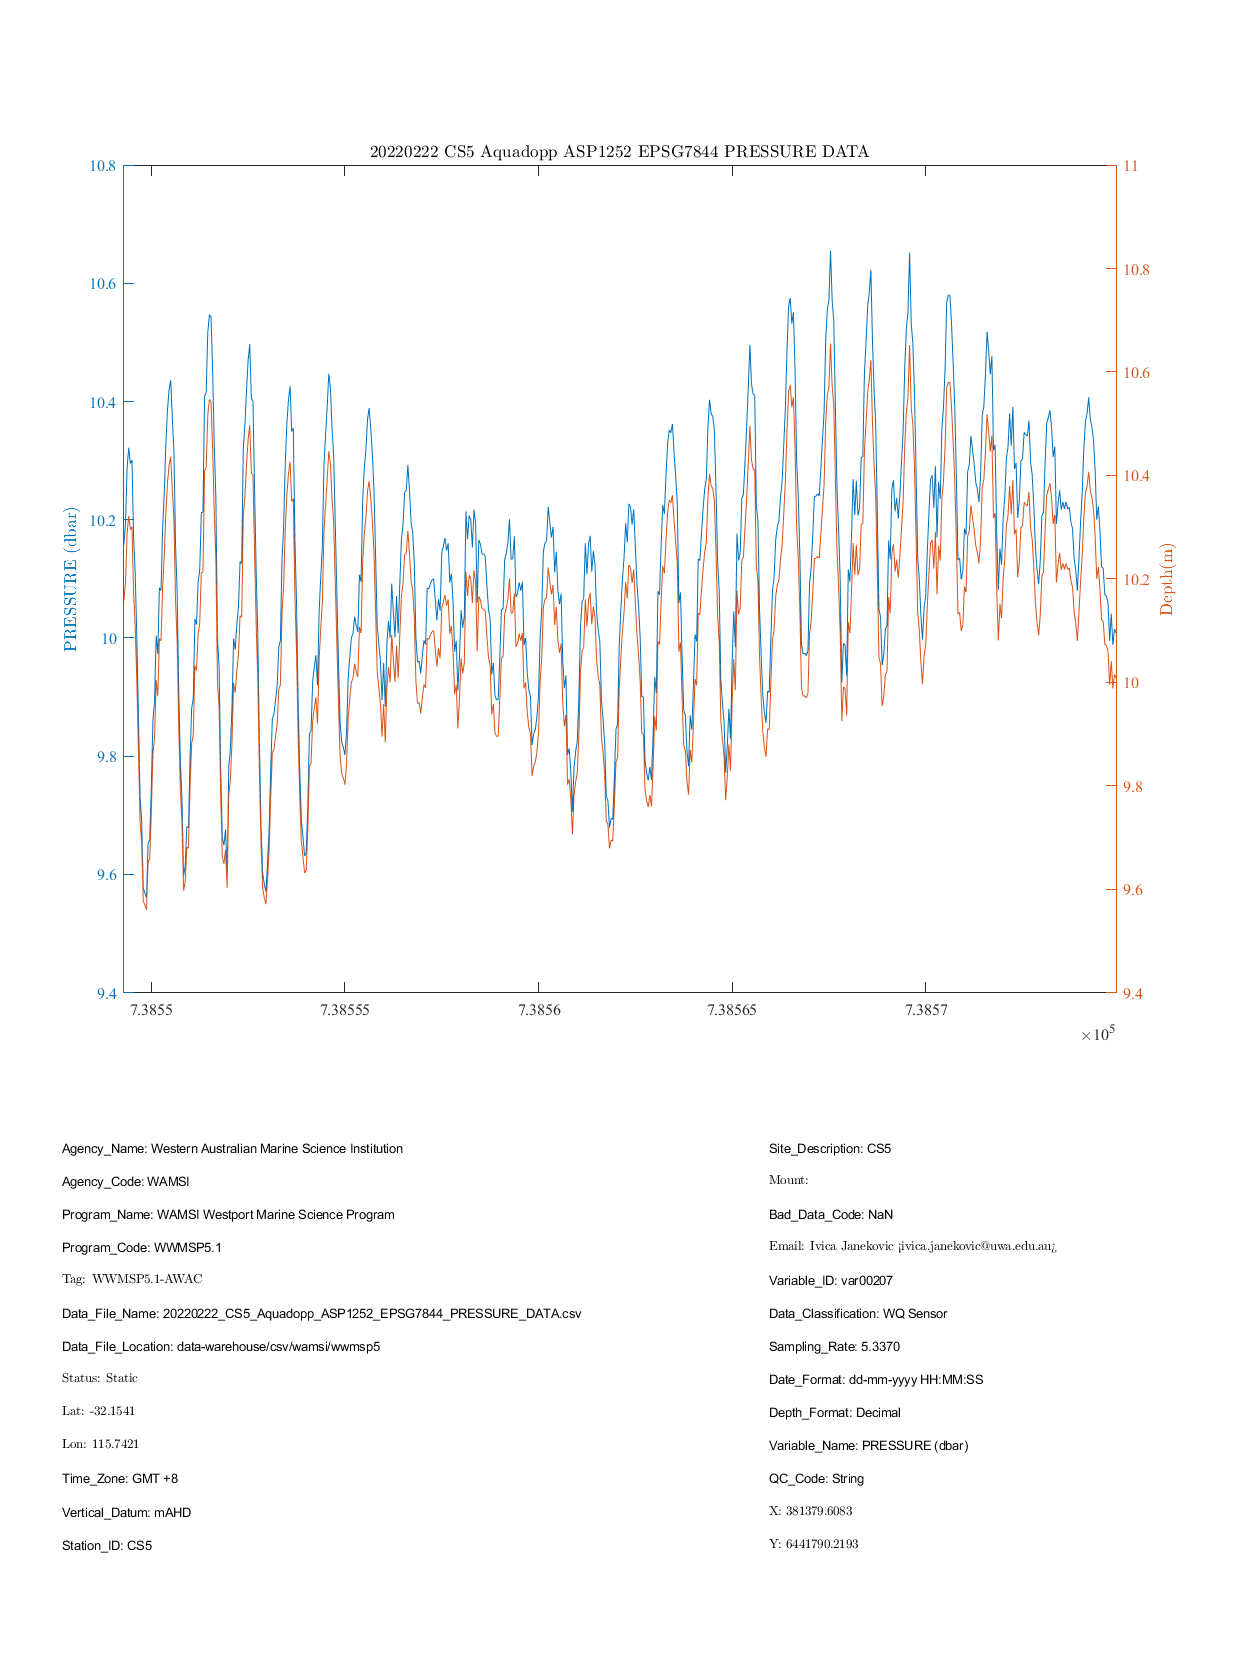 20220222 CS5 Aquadopp ASP1252 EPSG7844 PRESSURE DATA
10.8
10.6
10.4
10.2
10
9.8
9.6
9.4
PRESSURE (dbar)
11
10.8
10.6
10.4
10.2
10
9.8
9.6
9.4
Depth(m)
7.3855 7.38555 7.3856 7.38565 7.3857
×10^5
Agency_Name: Western Australian Marine Science Institution
Agency_Code: WAMSI
Program_Name: WAMSI Westport Marine Science Program
Program_Code: WWMSP5.1
Tag: WWMSP5.1-AWAC
Data_File_Name: 20220222_CS5_Aquadopp_ASP1252_EPSG7844_PRESSURE_DATA.csv
Data_File_Location: data-warehouse/csv/wamsi/wwmsp5
Status: Static
Lat: -32.1541
Lon: 115.7421
Time_Zone: GMT +8
Vertical_Datum: mAHD
Station_ID: CS5
Site_Description: CS5
Mount:
Bad_Data_Code: NaN
Email: Ivica Janekovic ¡ivica.janekovic@uwa.edu.au¿
Variable_ID: var00207
Data_Classification: WQ Sensor
Sampling_Rate: 5.3370
Date_Format: dd-mm-yyyy HH:MM:SS
Depth_Format: Decimal
Variable_Name: PRESSURE (dbar)
QC_Code: String
X: 381379.6083
Y: 6441790.2193